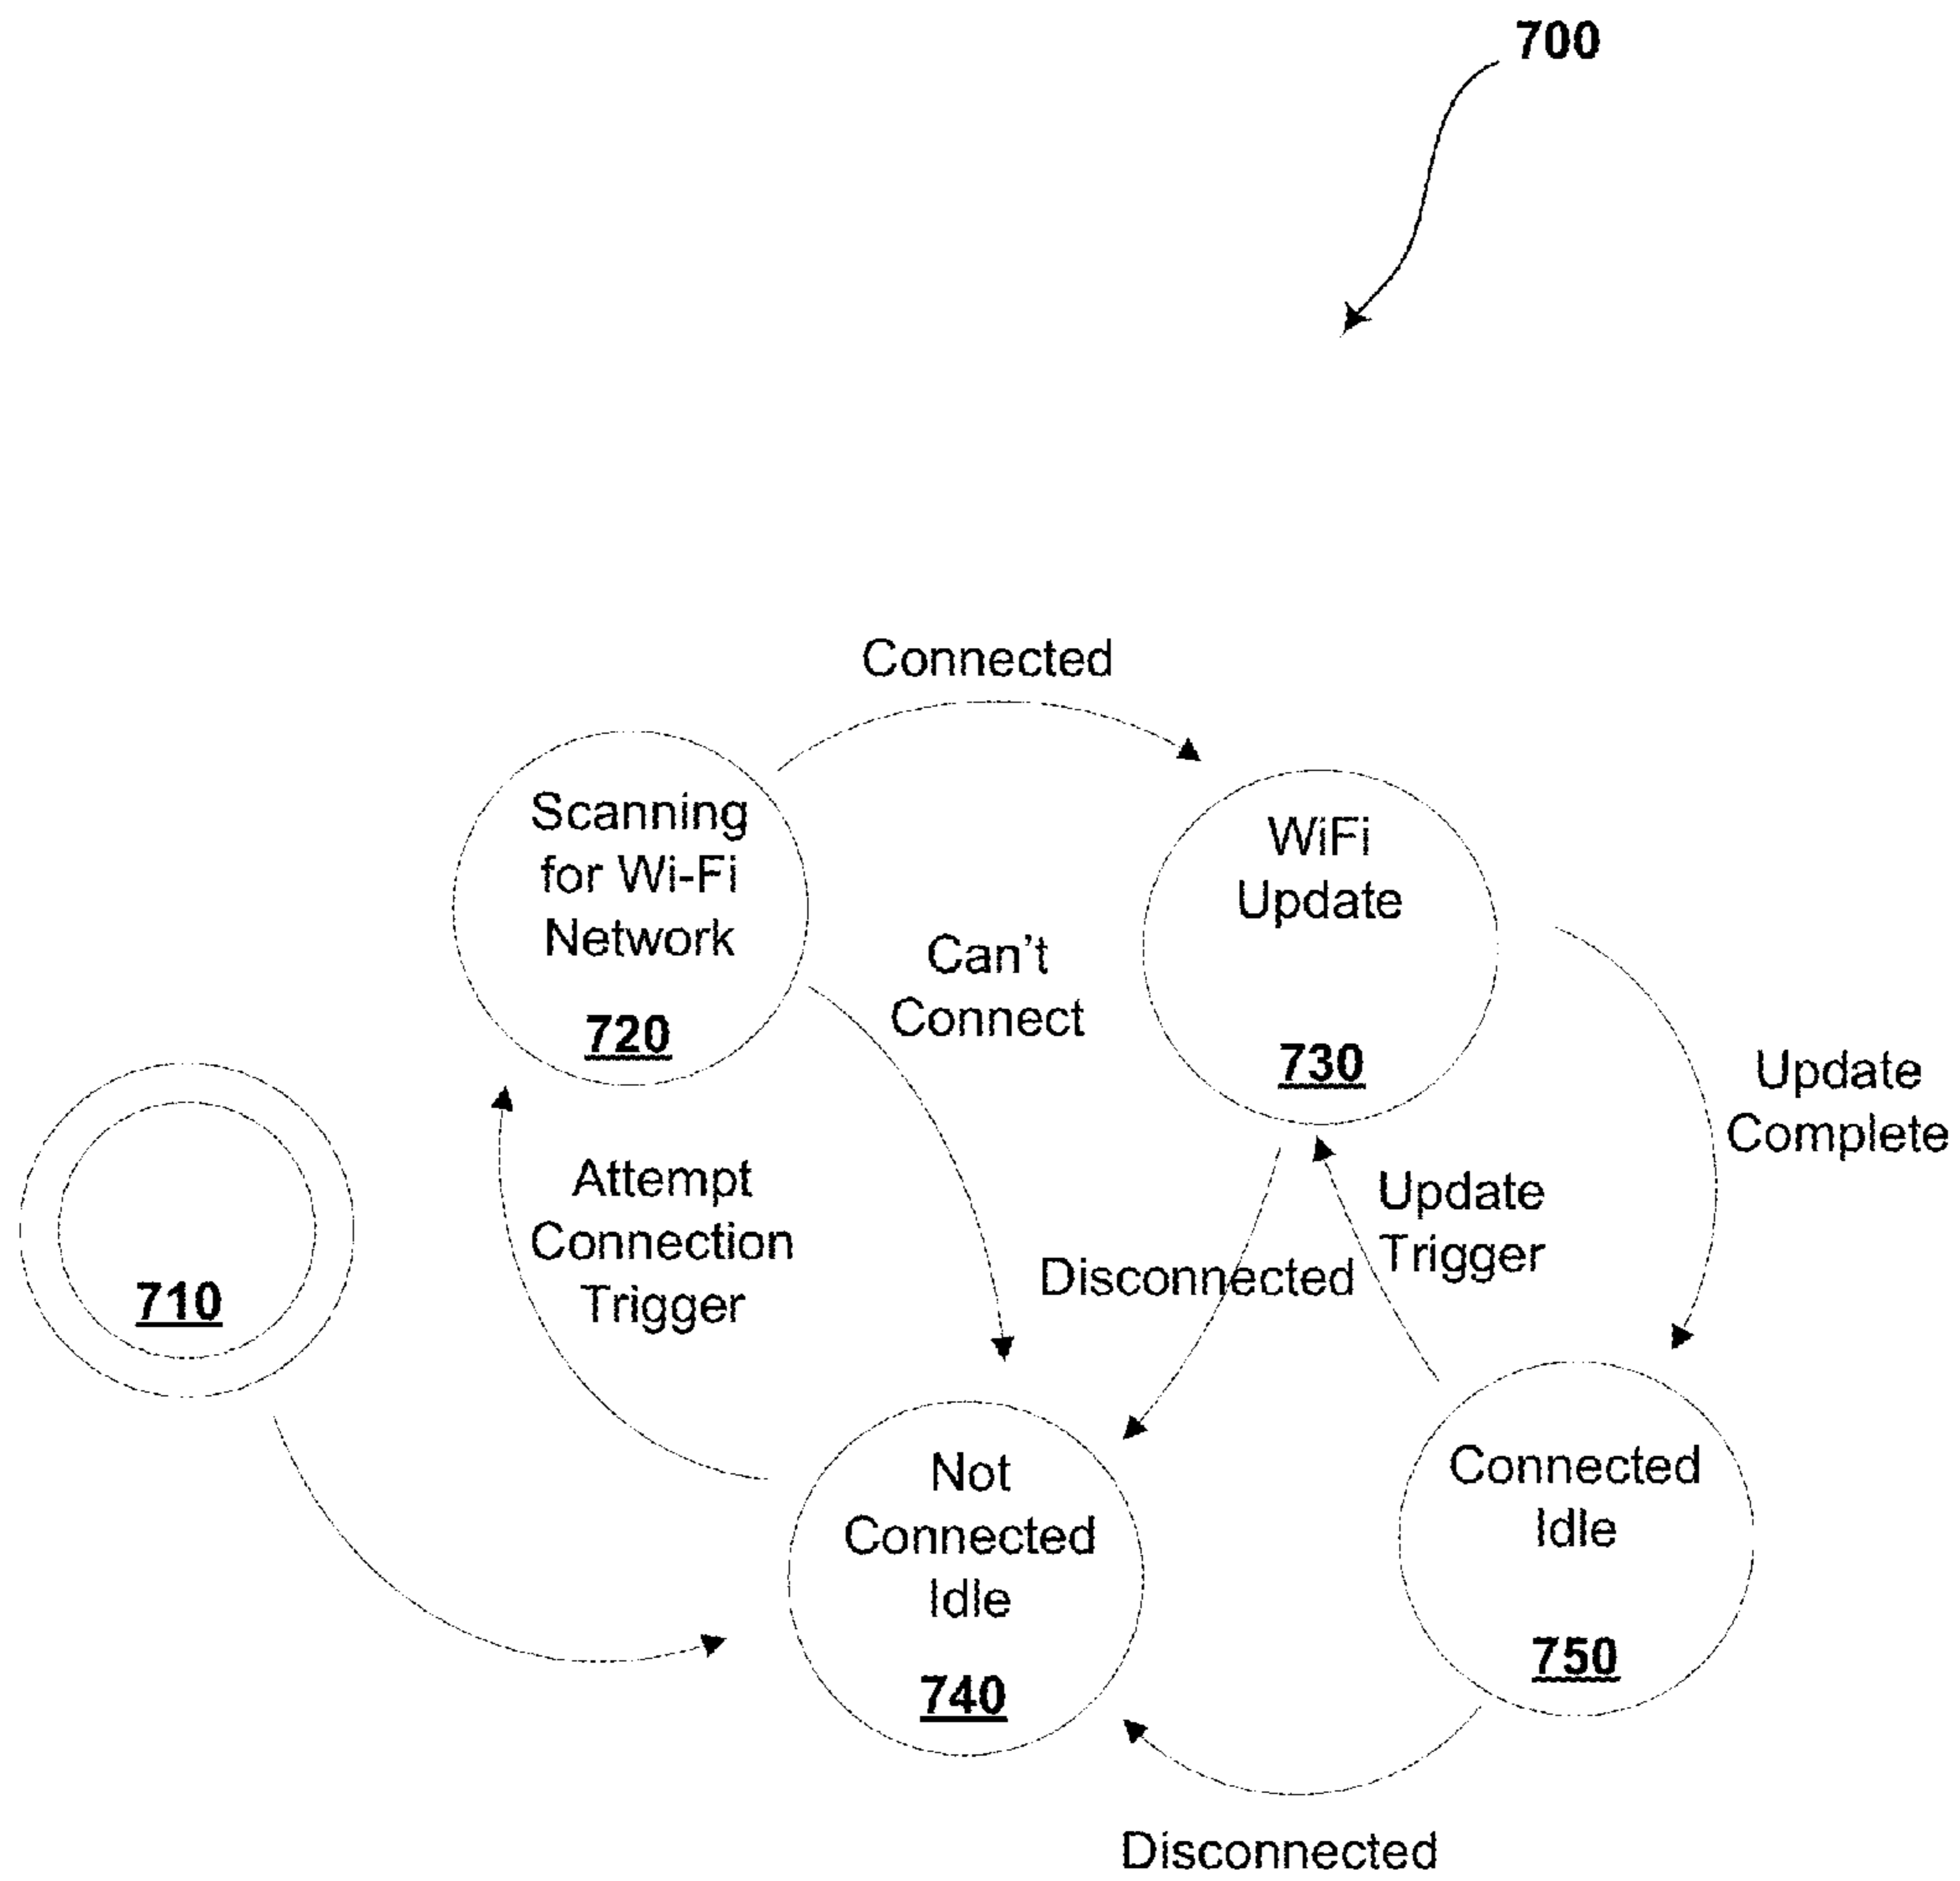 700
Connected
Scanning
for Wi-Fi
Network
720
WiFi
Update
730
Can't
Connect
Update
Complete
710
Attempt
Connection
Trigger
Disconnected
Update
Trigger
Not
Connected
Idle
740
Connected
Idle
750
Disconnected